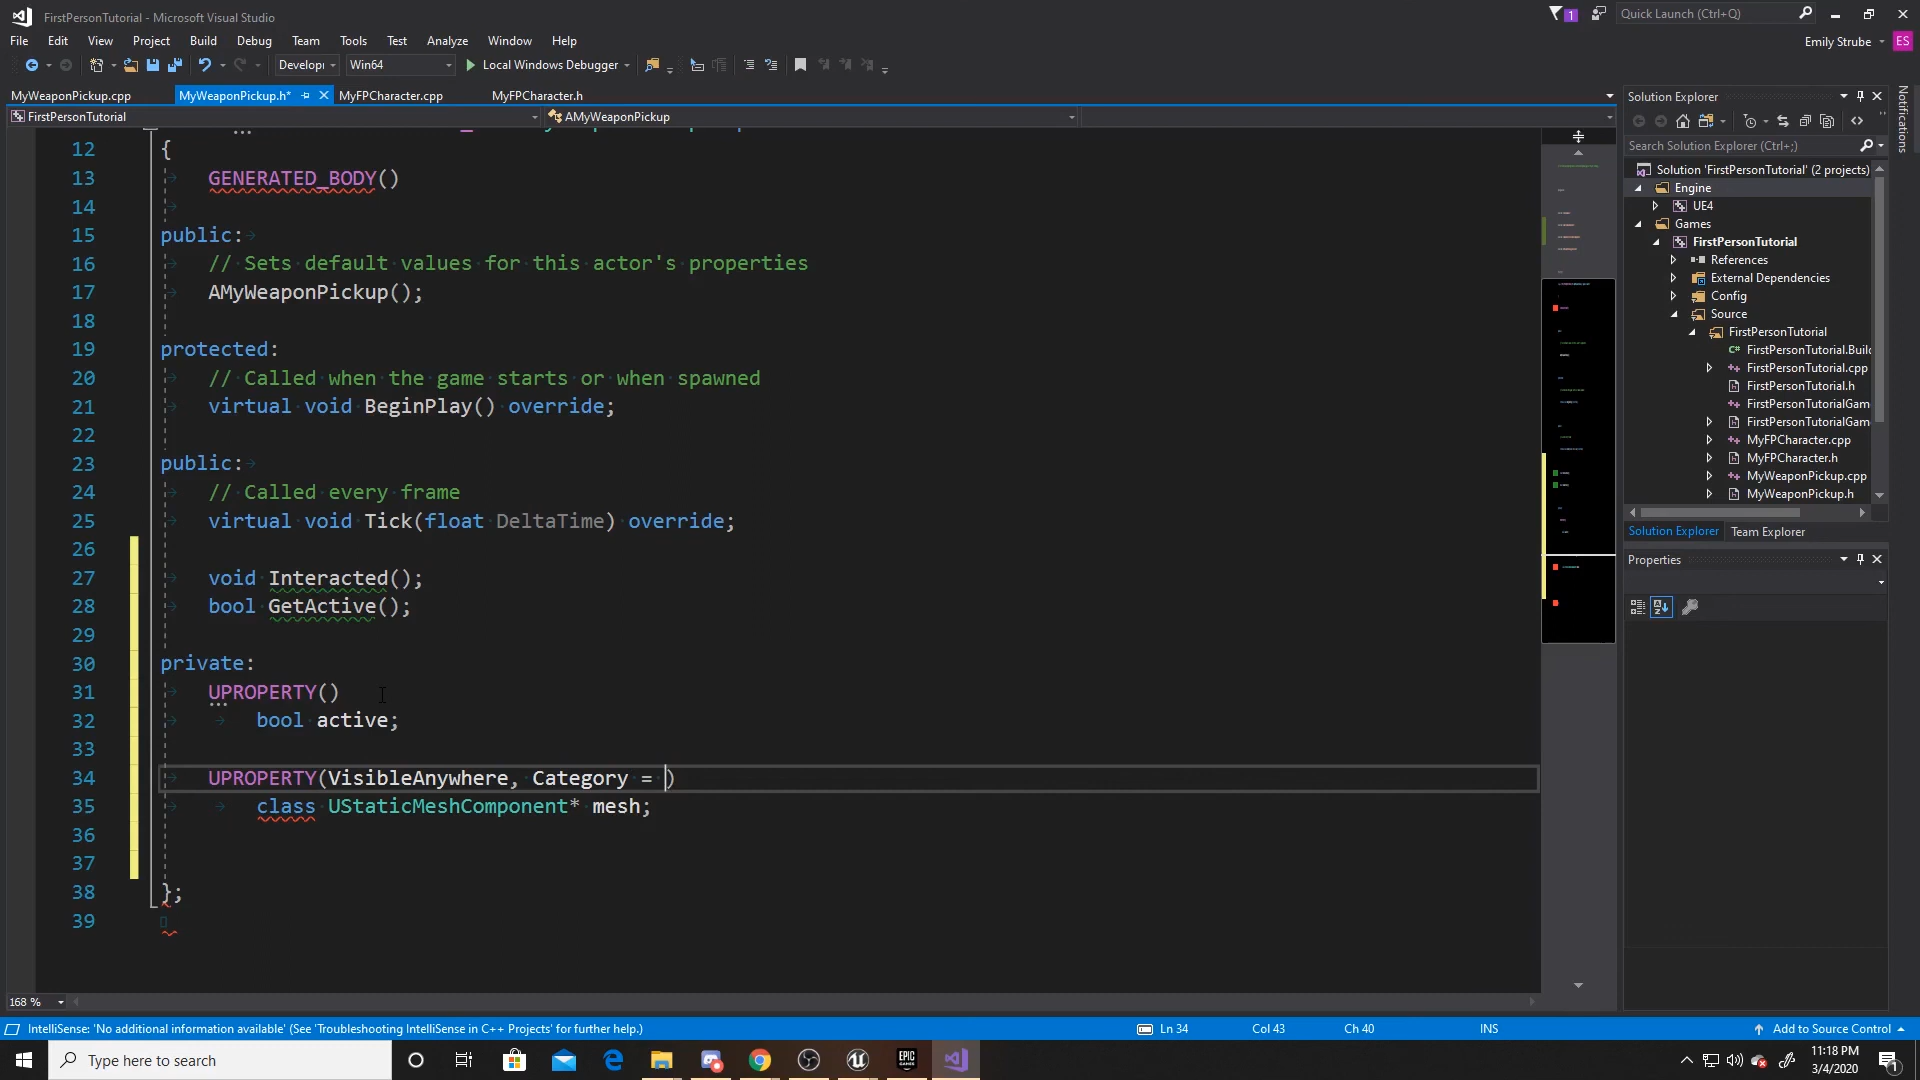 FirstPersonTutorial - Microsoft Visual Studio
1
Quick Launch (Ctrl+Q)
File Edit View Project Build Debug Team Tools Test Analyze Window Help
Emily Strube
ES
Develop
Win64
Local Windows Debugger
MyWeaponPickup.cpp
MyWeaponPickup.h*
MyFPCharacter.cpp
MyFPCharacter.h
FirstPersonTutorial
AMyWeaponPickup
12 {
13 GENERATED_BODY()
14
15 public:
16 // Sets default values for this actor's properties
17 AMyWeaponPickup();
18
19 protected:
20 // Called when the game starts or when spawned
21 virtual void BeginPlay() override;
22
23 public:
24 // Called every frame
25 virtual void Tick(float DeltaTime) override;
26
27 void Interacted();
28 bool GetActive();
29
30 private:
31 UPROPERTY()
32 bool active;
33
34 UPROPERTY(VisibleAnywhere, Category = )
35 class UStaticMeshComponent* mesh;
36
37
38 };
39
168 %
Solution Explorer
Search Solution Explorer (Ctrl+;)
Solution 'FirstPersonTutorial' (2 projects)
Engine
UE4
Games
FirstPersonTutorial
References
External Dependencies
Config
Source
FirstPersonTutorial
C# FirstPersonTutorial.Build
FirstPersonTutorial.cpp
FirstPersonTutorial.h
FirstPersonTutorialGam
FirstPersonTutorialGam
MyFPCharacter.cpp
MyFPCharacter.h
MyWeaponPickup.cpp
MyWeaponPickup.h
Solution Explorer Team Explorer
Properties
Notifications
IntelliSense: 'No additional information available' (See 'Troubleshooting IntelliSense in C++ Projects' for further help.)
Ln 34 Col 43 Ch 40 INS
Add to Source Control
Type here to search
EPIC
GAMES
11:18 PM
3/4/2020
1